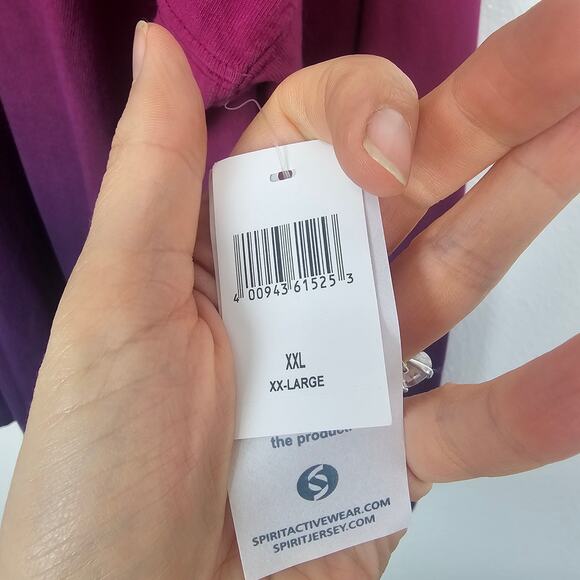 4 00943 61525 3
XXL
XX-LARGE
the product.
SPIRITACTIVEWEAR.COM
SPIRITJERSEY.COM